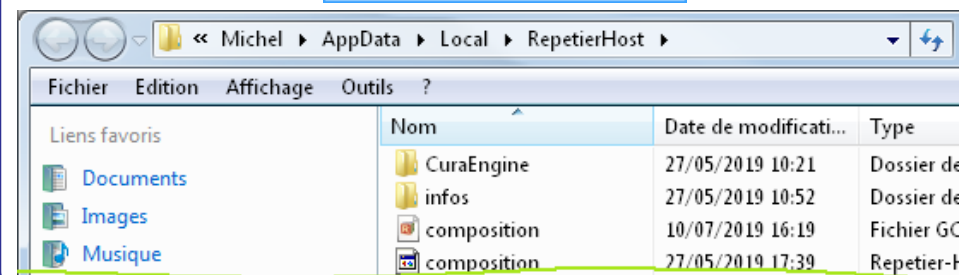 « Michel ▸ AppData ▸ Local ▸ RepetierHost ▸
Fichier Edition Affichage Outils ?
Liens favoris
Documents
Images
Musique
Nom Date de modificati... Type
CuraEngine 27/05/2019 10:21 Dossier de
infos 27/05/2019 10:52 Dossier de
composition 10/07/2019 16:19 Fichier GC
composition 27/05/2019 17:39 Repetier-H